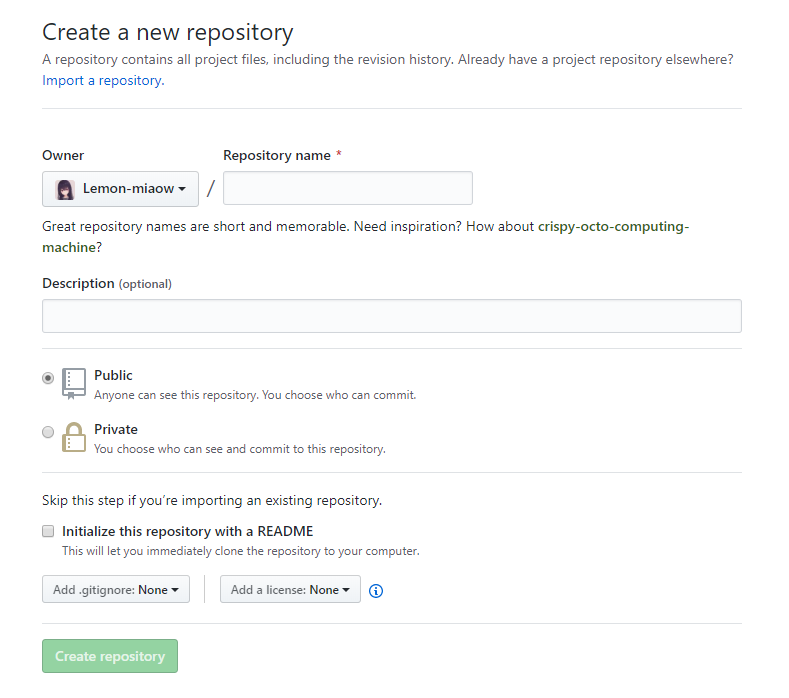 Create a new repository
A repository contains all project files, including the revision history. Already have a project repository elsewhere?
Import a repository.
Owner
Repository name *
Lemon-miaow
/
Great repository names are short and memorable. Need inspiration? How about crispy-octo-computing-
machine?
Description (optional)
Public
Anyone can see this repository. You choose who can commit.
Private
You choose who can see and commit to this repository.
Skip this step if you’re importing an existing repository.
Initialize this repository with a README
This will let you immediately clone the repository to your computer.
Add .gitignore: None
Add a license: None
Create repository